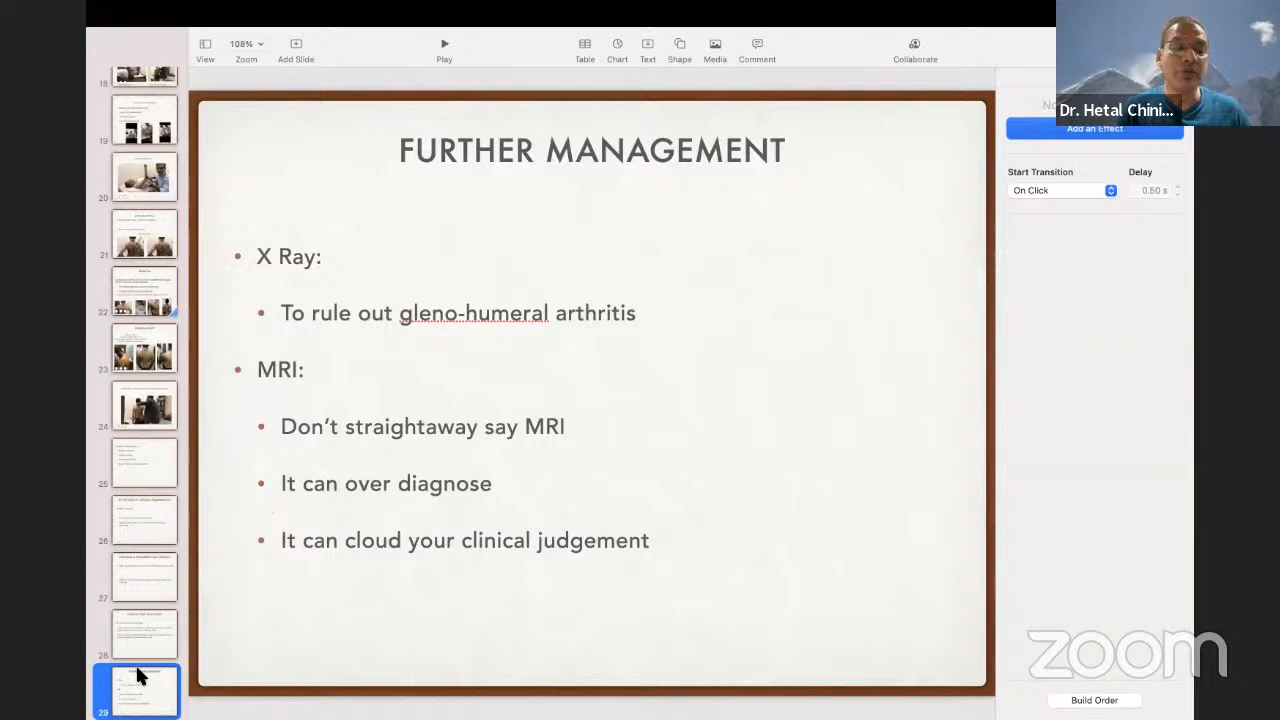 108%
View
Zoom
Add Slide
Play
Table
Chart
Text
Shape
Media
Comment
Collaborate
Dr. Hetal Chini...
Add an Effect
Start Transition
Delay
On Click
0.50 s
18
19
20
21
22
23
24
25
26
27
28
29
FURTHER MANAGEMENT
• X Ray:
• To rule out gleno-humeral arthritis
• MRI:
• Don't straightaway say MRI
• It can over diagnose
• It can cloud your clinical judgement
zoom
Build Order